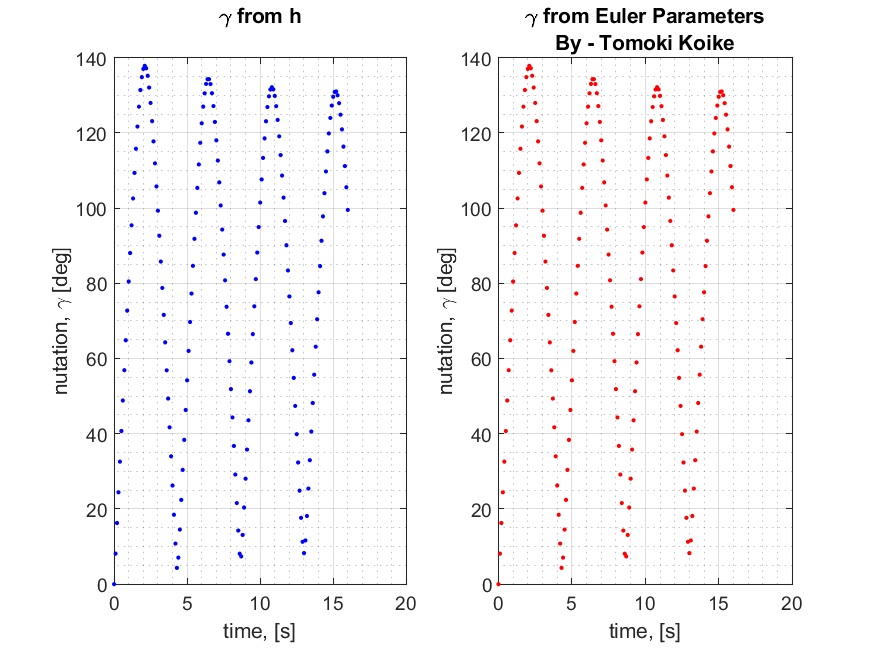 γ from h
nutation, γ [deg]
140
120
100
80
60
40
20
0
0 5 10 15 20
time, [s]
γ from Euler Parameters
By - Tomoki Koike
nutation, γ [deg]
140
120
100
80
60
40
20
0
0 5 10 15 20
time, [s]